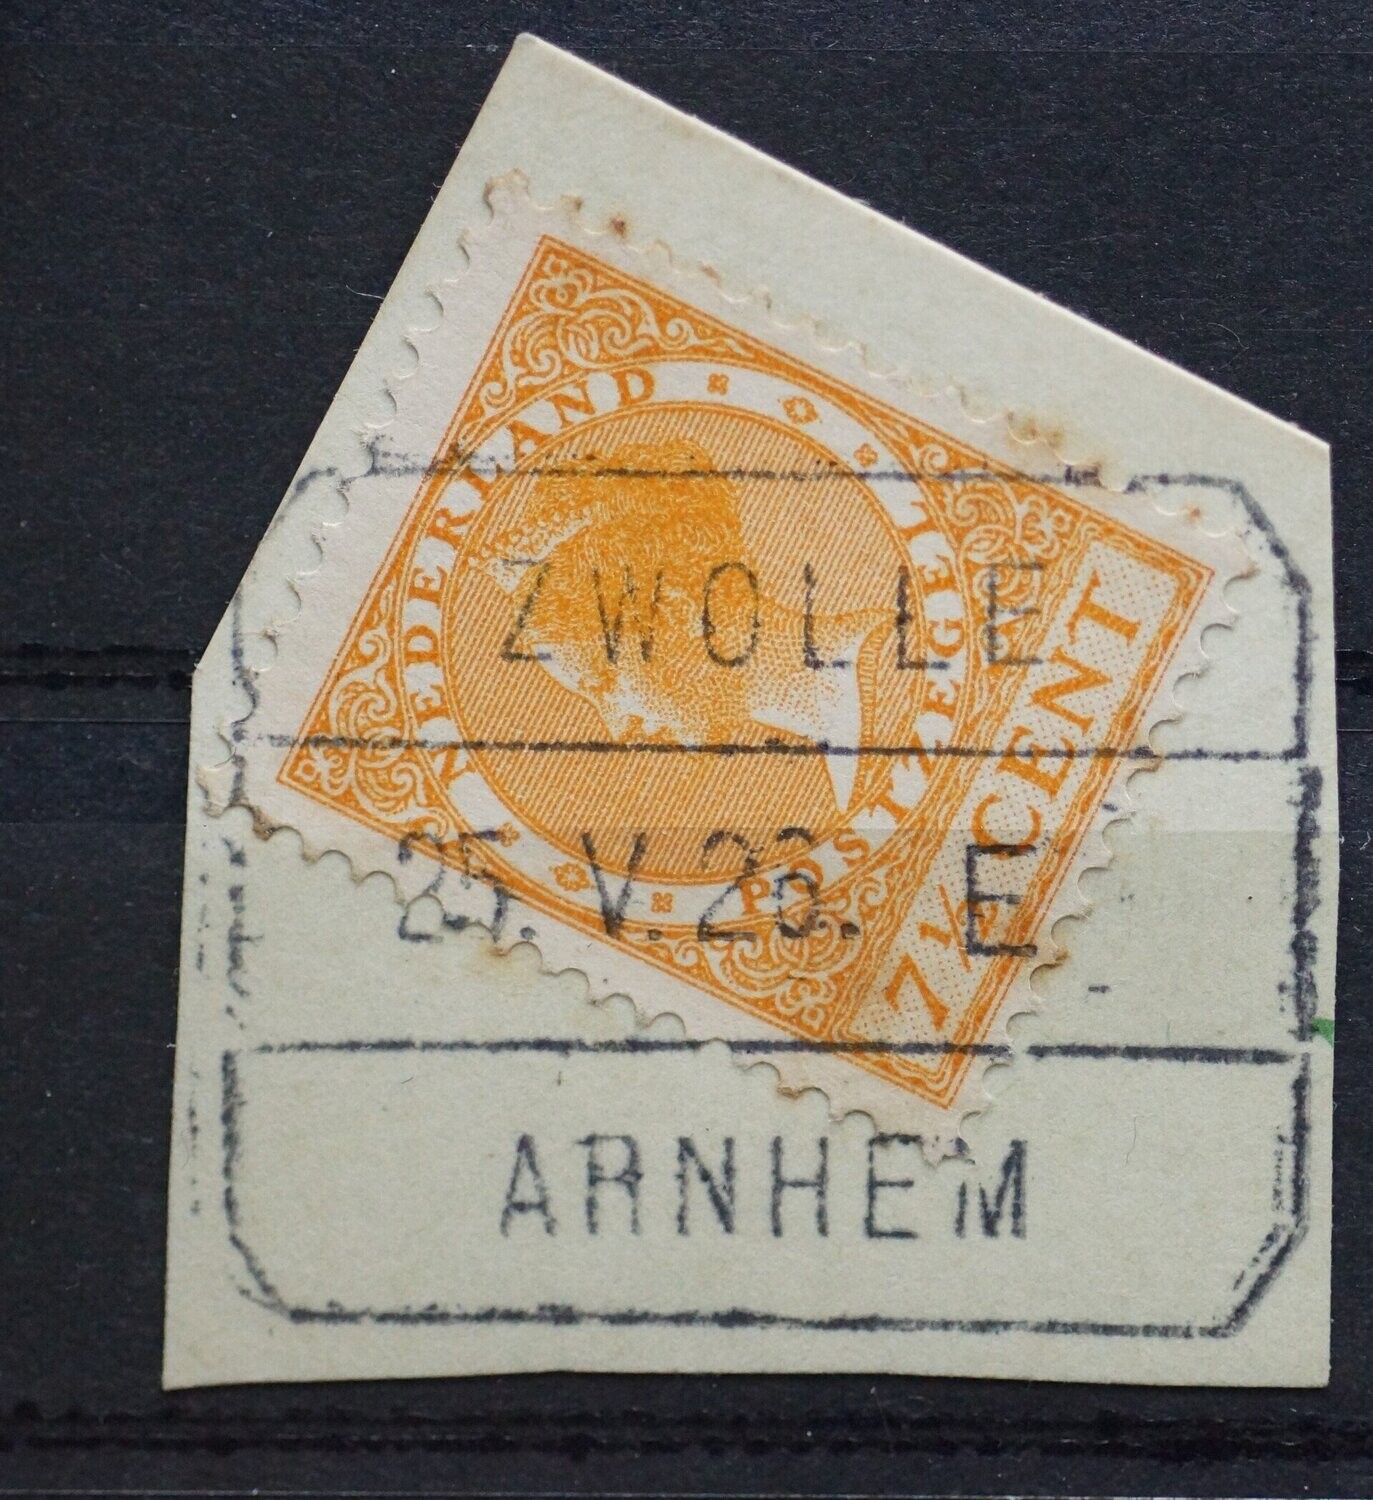 NEDERLAND
POSTZEGEL
7½ CENT
ZWOLLE
25.V.26. E
ARNHEM